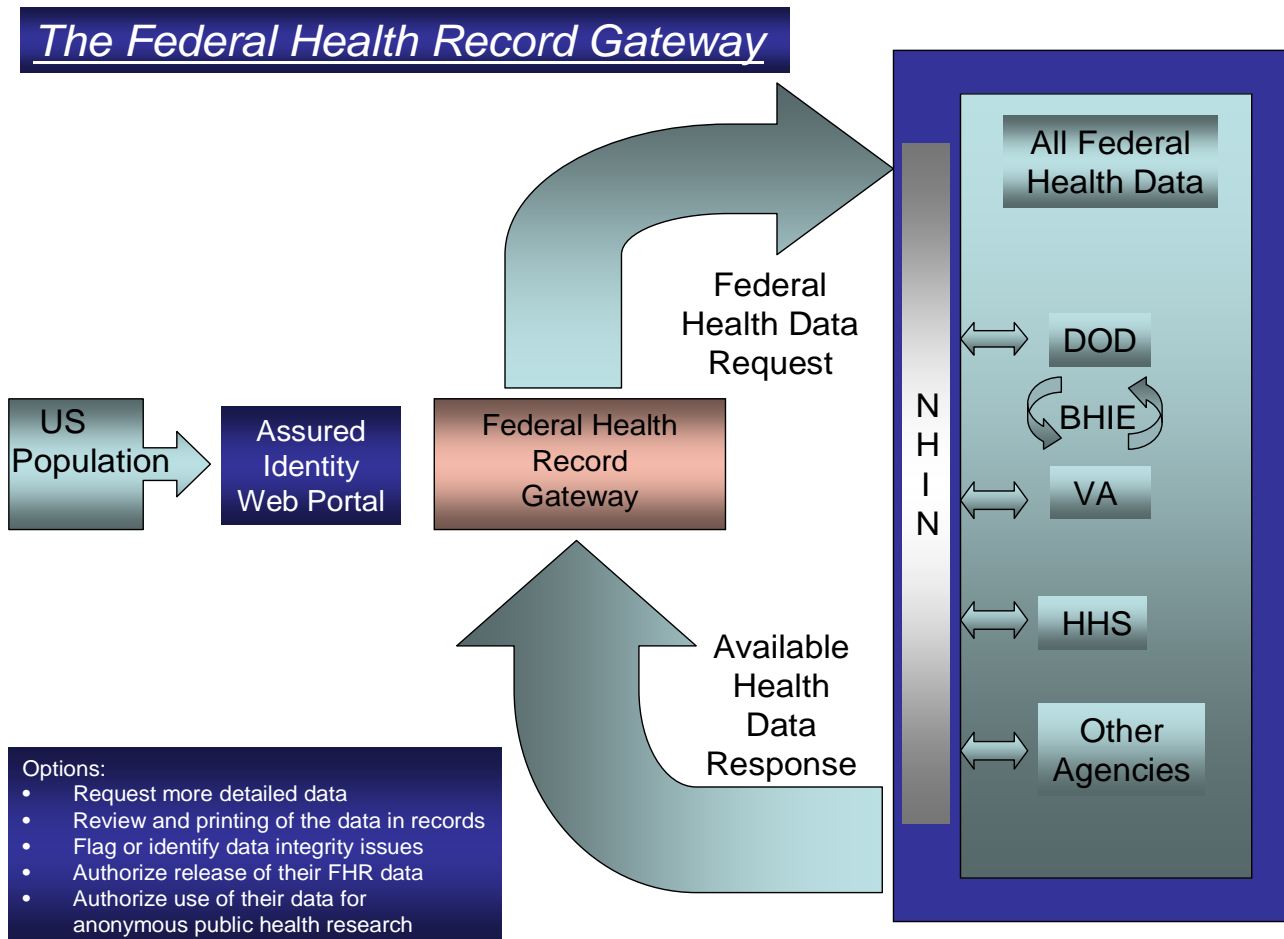 The Federal Health Record Gateway
All Federal
Health Data
Federal
Health Data
Request
DOD
BHIE
VA
HHS
Other
Agencies
N
H
I
N
US
Population
Assured
Identity
Web Portal
Federal Health
Record
Gateway
Available
Health
Data
Response
Options:
• Request more detailed data
• Review and printing of the data in records
• Flag or identify data integrity issues
• Authorize release of their FHR data
• Authorize use of their data for
anonymous public health research